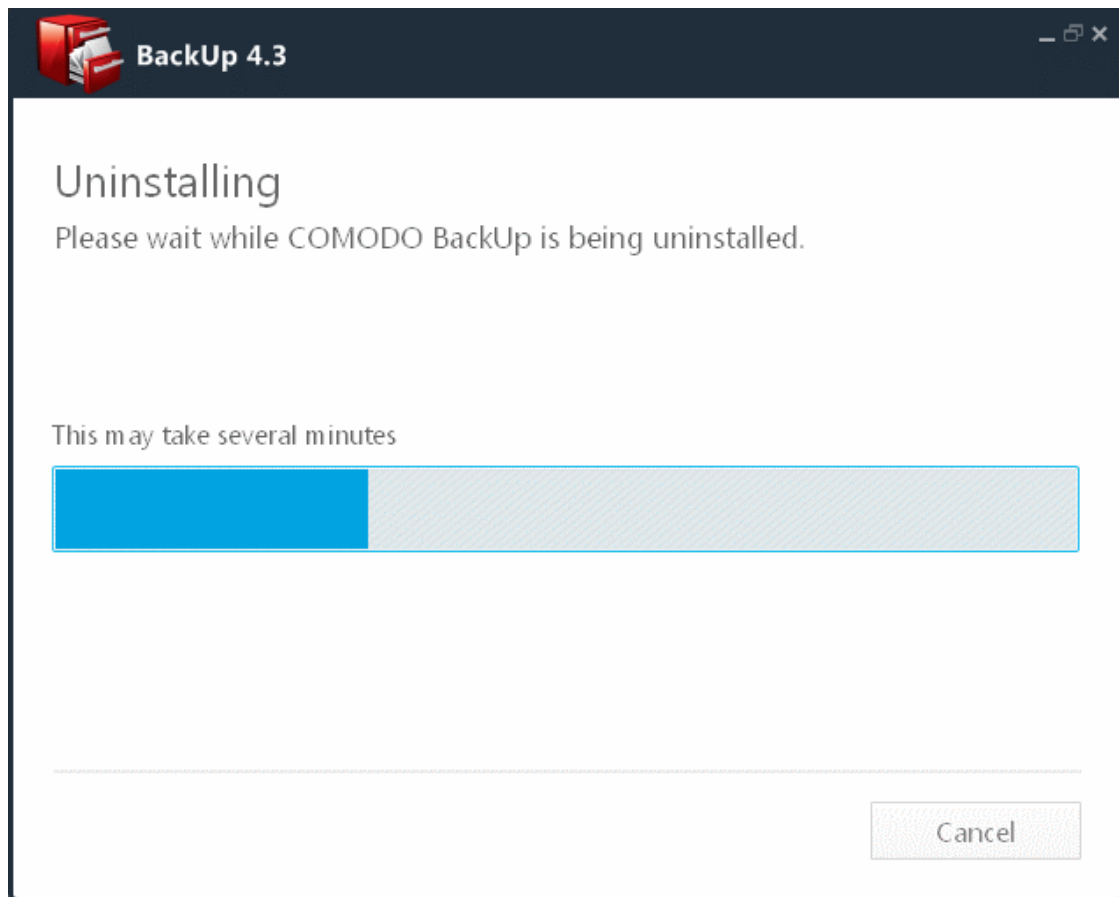 BackUp 4.3
Uninstalling
Please wait while COMODO BackUp is being uninstalled.
This may take several minutes
Cancel